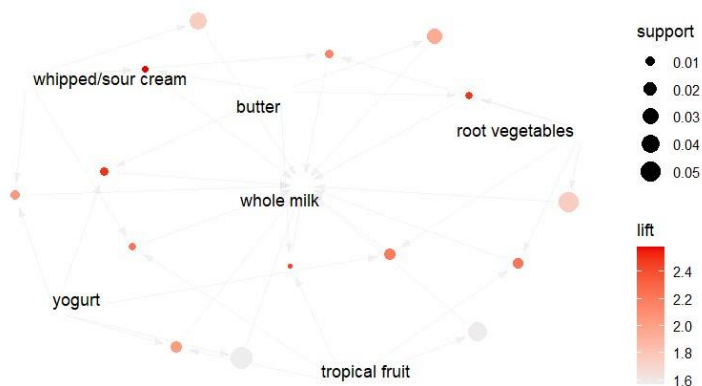 support
whipped/sour cream
0.01
butter
0.02
0.03
root vegetables
0.04
0.05
whole milk
lift
2.4
2.2
yogurt
2.0
1.8
tropical fruit
1.6